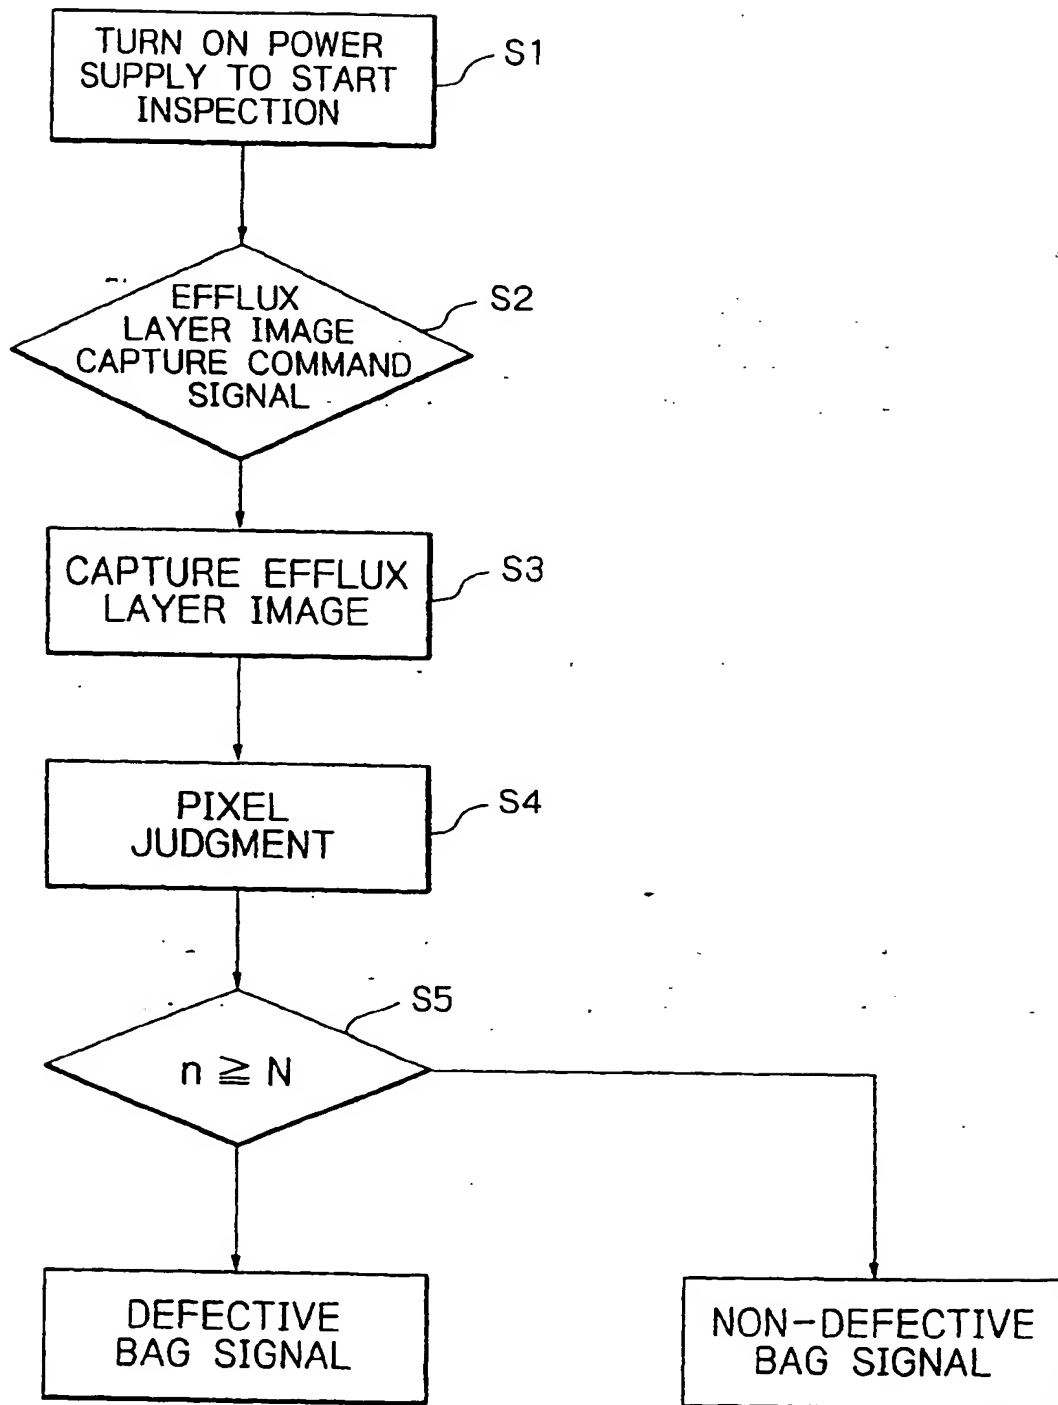 TURN ON POWER
SUPPLY TO START
INSPECTION
S1
EFFLUX
LAYER IMAGE
CAPTURE COMMAND
SIGNAL
S2
CAPTURE EFFLUX
LAYER IMAGE
S3
PIXEL
JUDGMENT
S4
n ≧ N
S5
DEFECTIVE
BAG SIGNAL
NON-DEFECTIVE
BAG SIGNAL